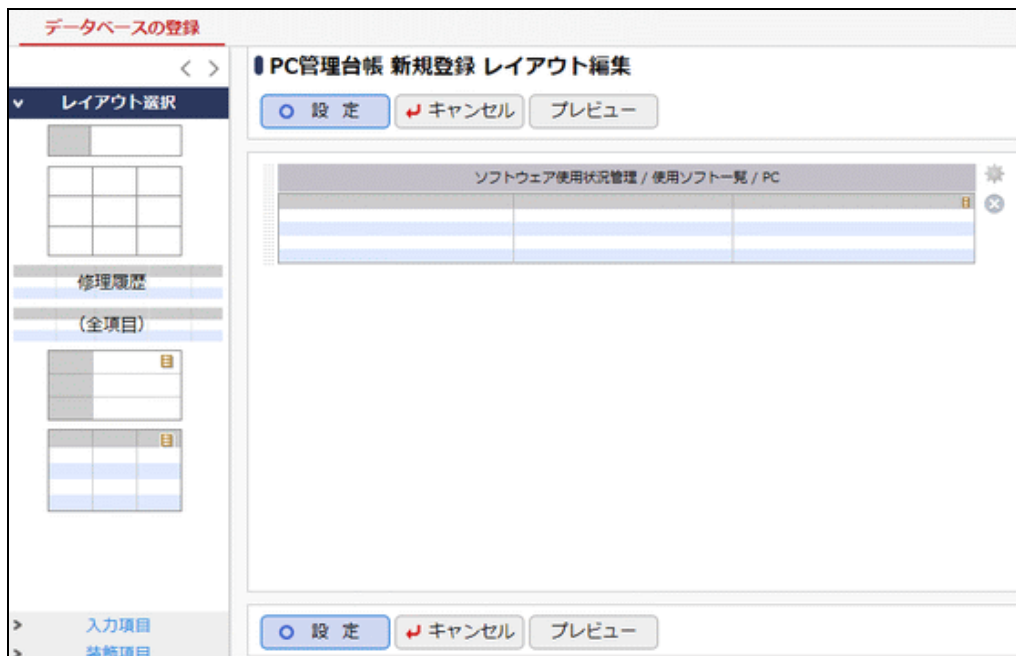 データベースの登録
レイアウト選択
修理履歴
(全項目)
入力項目
装飾項目
PC管理台帳 新規登録 レイアウト編集
設 定
キャンセル
プレビュー
ソフトウェア使用状況管理 / 使用ソフト一覧 / PC
設 定
キャンセル
プレビュー